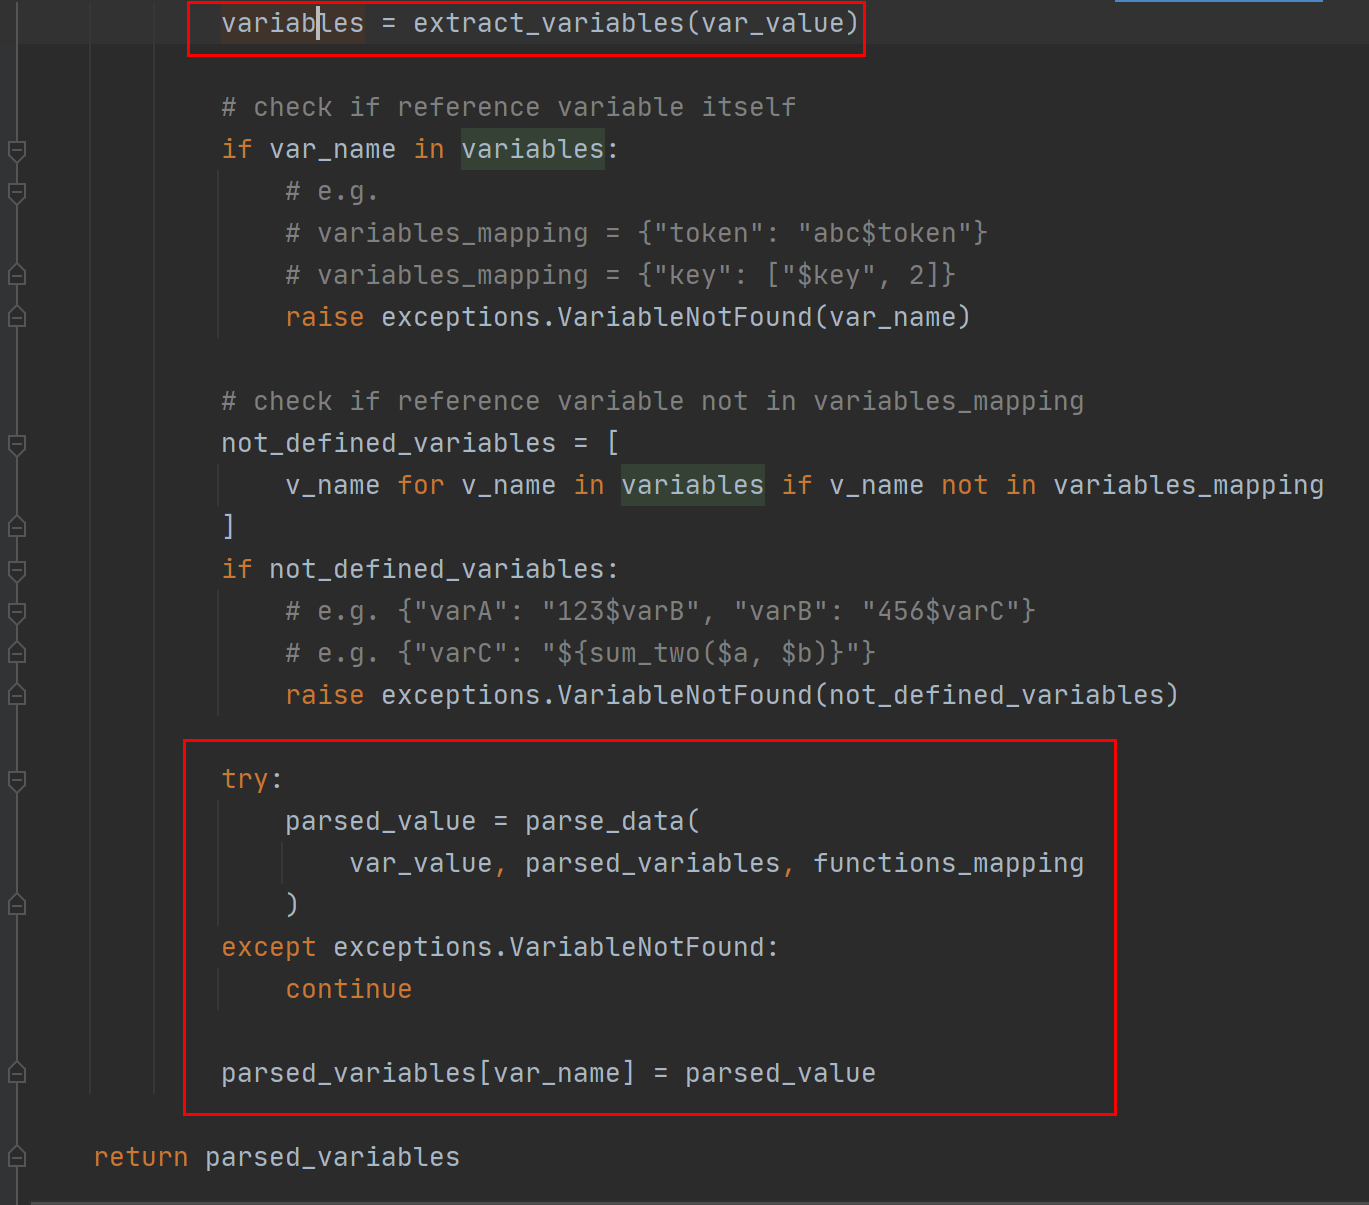 variables = extract_variables(var_value)
# check if reference variable itself
if var_name in variables:
# e.g.
# variables_mapping = {"token": "abc$token"}
# variables_mapping = {"key": ["$key", 2]}
raise exceptions.VariableNotFound(var_name)
# check if reference variable not in variables_mapping
not_defined_variables = [
v_name for v_name in variables if v_name not in variables_mapping
]
if not_defined_variables:
# e.g. {"varA": "123$varB", "varB": "456$varC"}
# e.g. {"varC": "${sum_two($a, $b)}"}
raise exceptions.VariableNotFound(not_defined_variables)
try:
parsed_value = parse_data(
var_value, parsed_variables, functions_mapping
)
except exceptions.VariableNotFound:
continue
parsed_variables[var_name] = parsed_value
return parsed_variables